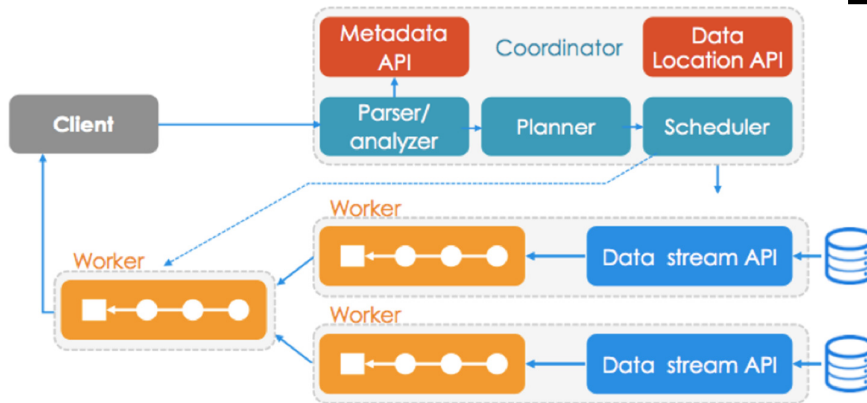 Metadata
API
Coordinator
Data
Location API
Client
Parser/
analyzer
Planner
Scheduler
Worker
Data stream API
Worker
Worker
Data stream API